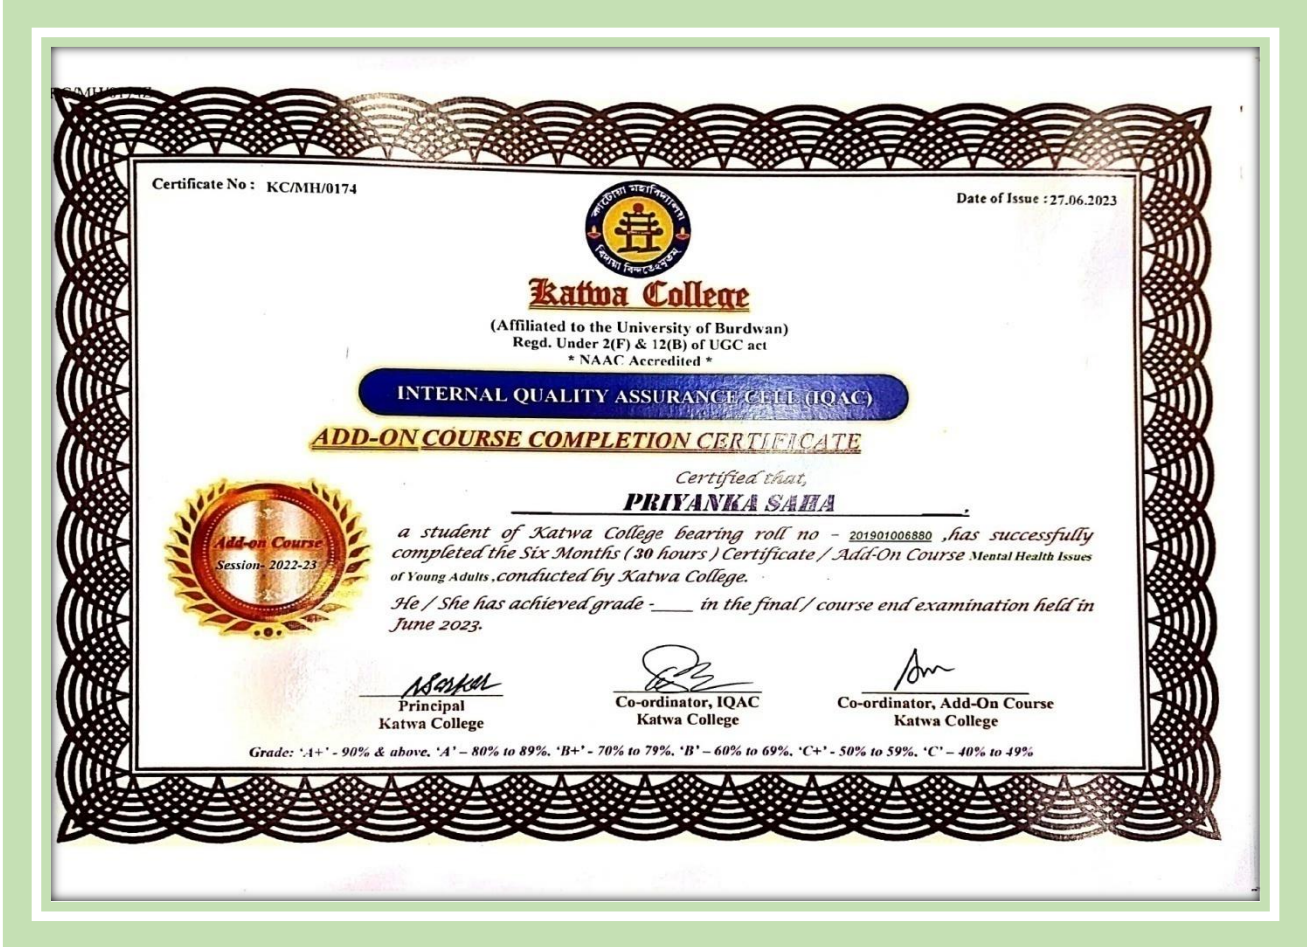 Certificate No : KC/MH/0174
Date of Issue : 27.06.2023
কাটোয়া মহাবিদ্যালয়
Katwa College
(Affiliated to the University of Burdwan)
Regd. Under 2(F) & 12(B) of UGC act
* NAAC Accredited *
INTERNAL QUALITY ASSURANCE CELL (IQAC)
ADD-ON COURSE COMPLETION CERTIFICATE
Certified that,
PRIYANKA SAHA.
Add-on Course
Session- 2022-23
a student of Katwa College bearing roll no – 201901006880 ,has successfully
completed the Six Months ( 30 hours ) Certificate / Add-On Course Mental Health Issues
of Young Adults ,conducted by Katwa College.
He / She has achieved grade -____ in the final / course end examination held in
June 2023.
Principal
Katwa College
Co-ordinator, IQAC
Katwa College
Co-ordinator, Add-On Course
Katwa College
Grade: ‘A+’ - 90% & above, ‘A’ – 80% to 89%, ‘B+’ - 70% to 79%, ‘B’ – 60% to 69%, ‘C+’ - 50% to 59%, ‘C’ – 40% to 49%